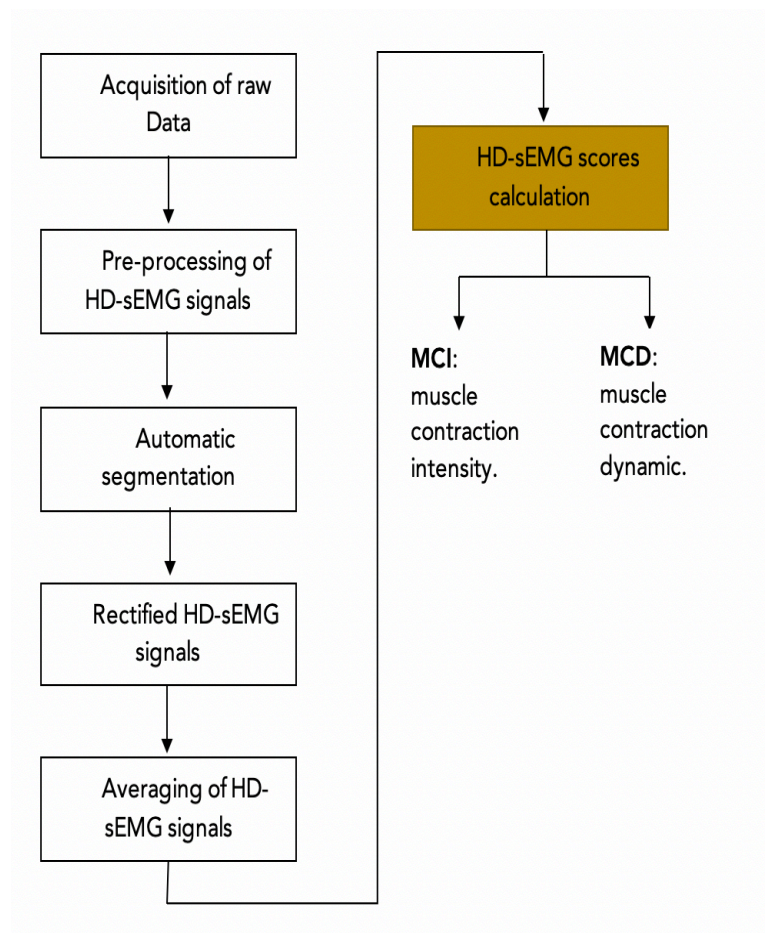 Acquisition of raw
Data
Pre-processing of
HD-sEMG signals
Automatic
segmentation
Rectified HD-sEMG
signals
Averaging of HD-
sEMG signals
HD-sEMG scores
calculation
MCI:
muscle
contraction
intensity.
MCD:
muscle
contraction
dynamic.